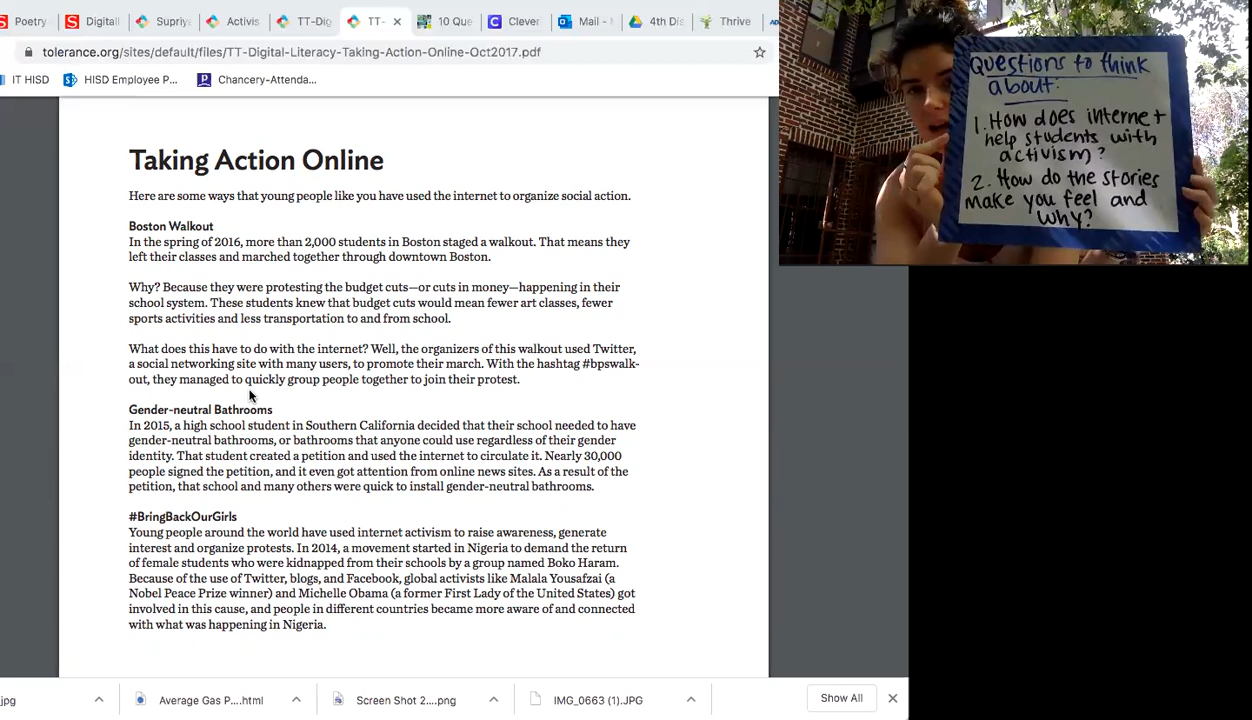 Poetry
Digital
Supriy
Activis
TT-Dig
TT-
10 Que
Clever
Mail -
4th Dis
Thrive
tolerance.org/sites/default/files/TT-Digital-Literacy-Taking-Action-Online-Oct2017.pdf
IT HISD
HISD Employee P...
Chancery-Attenda...
Questions to think
about:
1. How does internet
help students with
activism?
2. How do the stories
make you feel and
why?
Taking Action Online
Here are some ways that young people like you have used the internet to organize social action.
Boston Walkout
In the spring of 2016, more than 2,000 students in Boston staged a walkout. That means they
left their classes and marched together through downtown Boston.
Why? Because they were protesting the budget cuts—or cuts in money—happening in their
school system. These students knew that budget cuts would mean fewer art classes, fewer
sports activities and less transportation to and from school.
What does this have to do with the internet? Well, the organizers of this walkout used Twitter,
a social networking site with many users, to promote their march. With the hashtag #bpswalk-
out, they managed to quickly group people together to join their protest.
Gender-neutral Bathrooms
In 2015, a high school student in Southern California decided that their school needed to have
gender-neutral bathrooms, or bathrooms that anyone could use regardless of their gender
identity. That student created a petition and used the internet to circulate it. Nearly 30,000
people signed the petition, and it even got attention from online news sites. As a result of the
petition, that school and many others were quick to install gender-neutral bathrooms.
#BringBackOurGirls
Young people around the world have used internet activism to raise awareness, generate
interest and organize protests. In 2014, a movement started in Nigeria to demand the return
of female students who were kidnapped from their schools by a group named Boko Haram.
Because of the use of Twitter, blogs, and Facebook, global activists like Malala Yousafzai (a
Nobel Peace Prize winner) and Michelle Obama (a former First Lady of the United States) got
involved in this cause, and people in different countries became more aware of and connected
with what was happening in Nigeria.
jpg
Average Gas P....html
Screen Shot 2....png
IMG_0663 (1).JPG
Show All